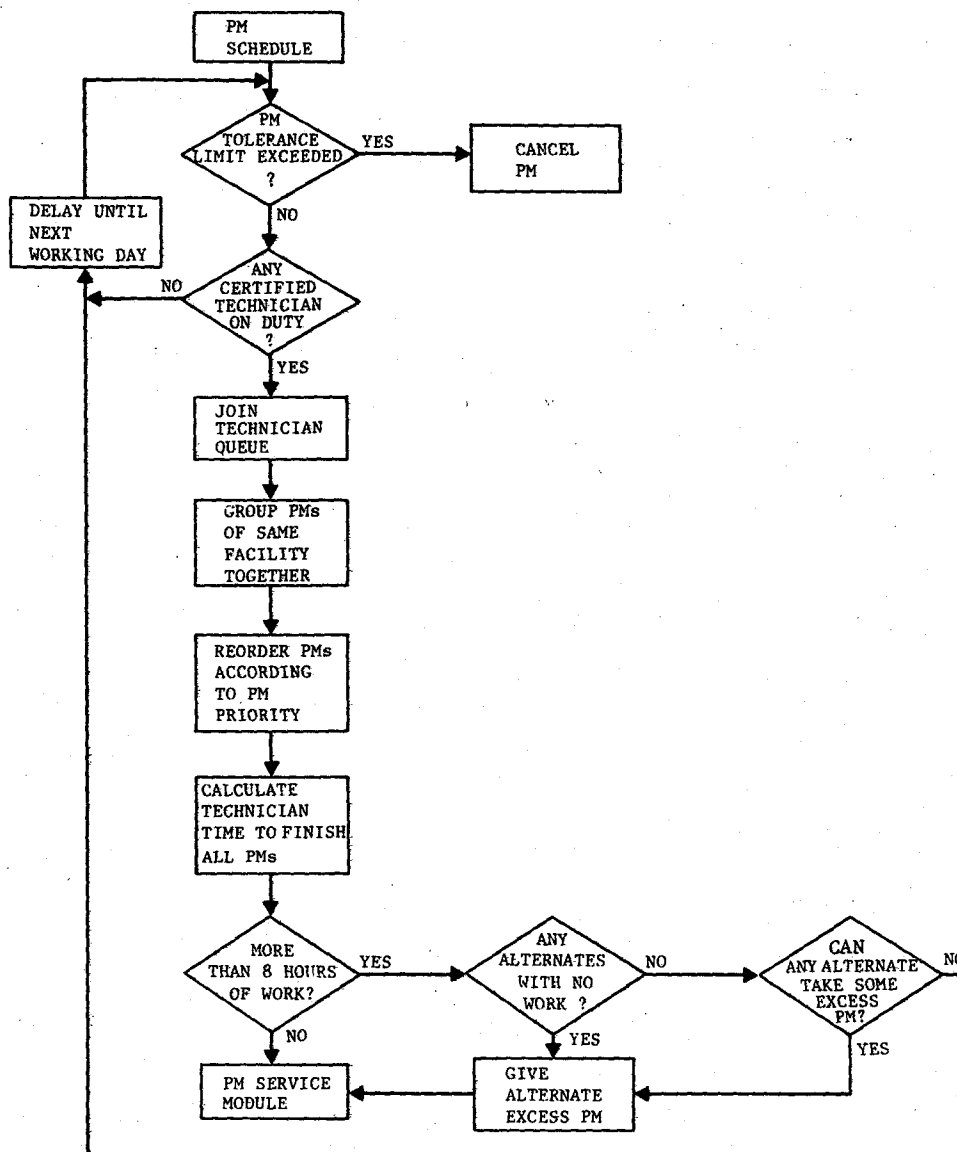 PM
SCHEDULE
PM
TOLERANCE
LIMIT EXCEEDED
?
YES
CANCEL
PM
NO
DELAY UNTIL
NEXT
WORKING DAY
NO
ANY
CERTIFIED
TECHNICIAN
ON DUTY
?
YES
JOIN
TECHNICIAN
QUEUE
GROUP PMs
OF SAME
FACILITY
TOGETHER
REORDER PMs
ACCORDING
TO PM
PRIORITY
CALCULATE
TECHNICIAN
TIME TO FINISH
ALL PMs
MORE
THAN 8 HOURS
OF WORK?
YES
ANY
ALTERNATES
WITH NO
WORK ?
NO
CAN
ANY ALTERNATE
TAKE SOME
EXCESS
PM?
NO
NO
YES
YES
PM SERVICE
MODULE
GIVE
ALTERNATE
EXCESS PM